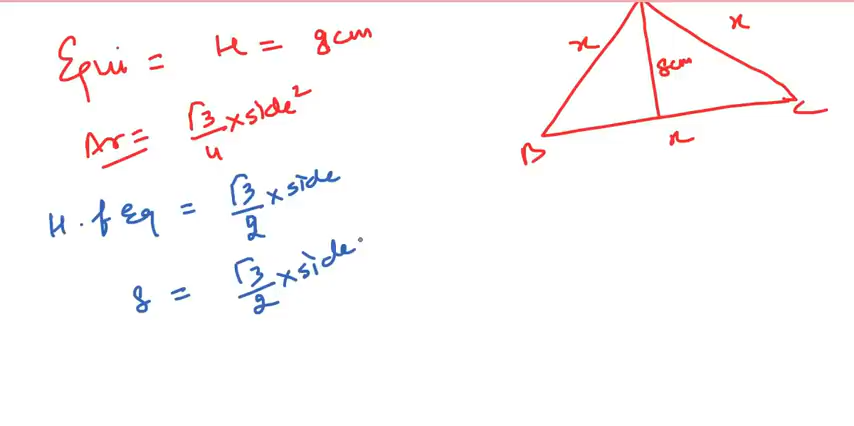 Equi = H = 8cm
Ar = √3/4 × side²
H. of Eq = √3/2 × side
8 = √3/2 × side
x
x
8cm
B
x
C